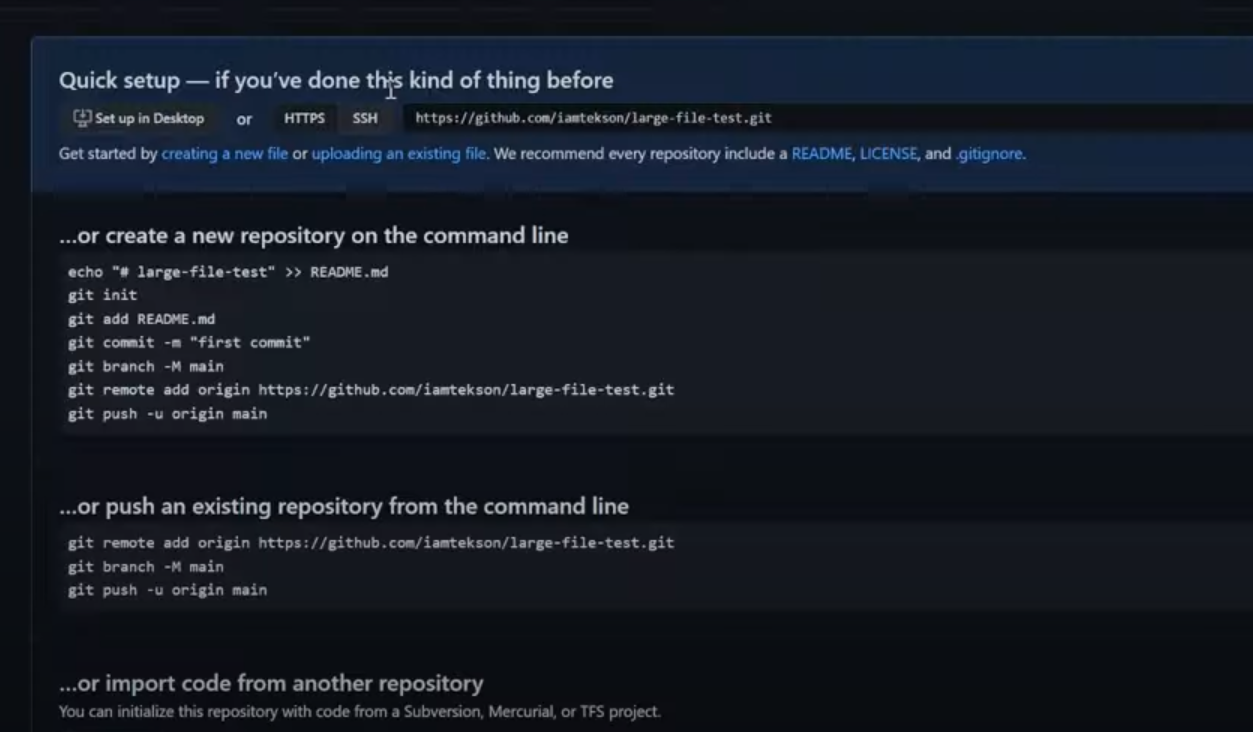 Quick setup — if you've done this kind of thing before
Set up in Desktop or HTTPS SSH https://github.com/iamtekson/large-file-test.git
Get started by creating a new file or uploading an existing file. We recommend every repository include a README, LICENSE, and .gitignore.
...or create a new repository on the command line
echo "# large-file-test" >> README.md
git init
git add README.md
git commit -m "first commit"
git branch -M main
git remote add origin https://github.com/iamtekson/large-file-test.git
git push -u origin main
...or push an existing repository from the command line
git remote add origin https://github.com/iamtekson/large-file-test.git
git branch -M main
git push -u origin main
...or import code from another repository
You can initialize this repository with code from a Subversion, Mercurial, or TFS project.